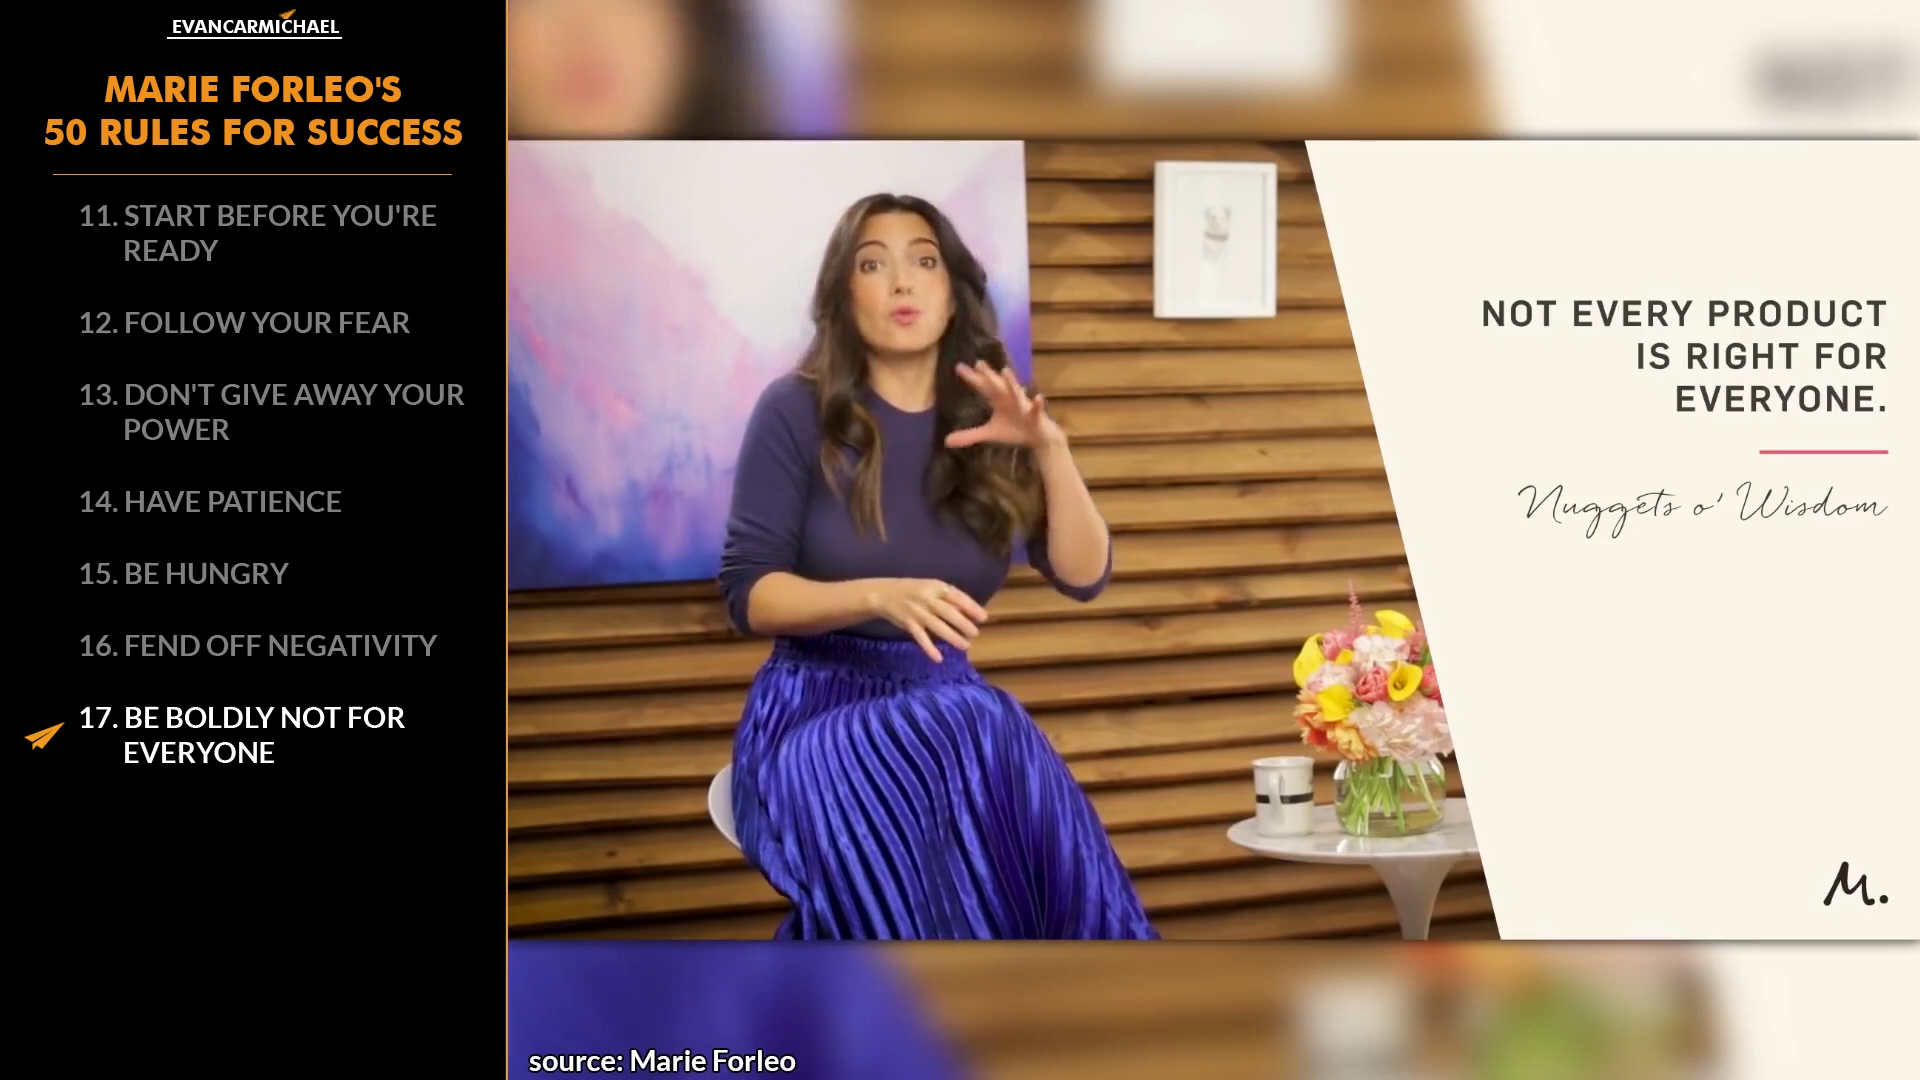 EVANCARMICHAEL
MARIE FORLEO'S
50 RULES FOR SUCCESS
11. START BEFORE YOU'RE
READY
12. FOLLOW YOUR FEAR
13. DON'T GIVE AWAY YOUR
POWER
14. HAVE PATIENCE
15. BE HUNGRY
16. FEND OFF NEGATIVITY
17. BE BOLDLY NOT FOR
EVERYONE
NOT EVERY PRODUCT
IS RIGHT FOR
EVERYONE.
Nuggets o' Wisdom
M.
source: Marie Forleo